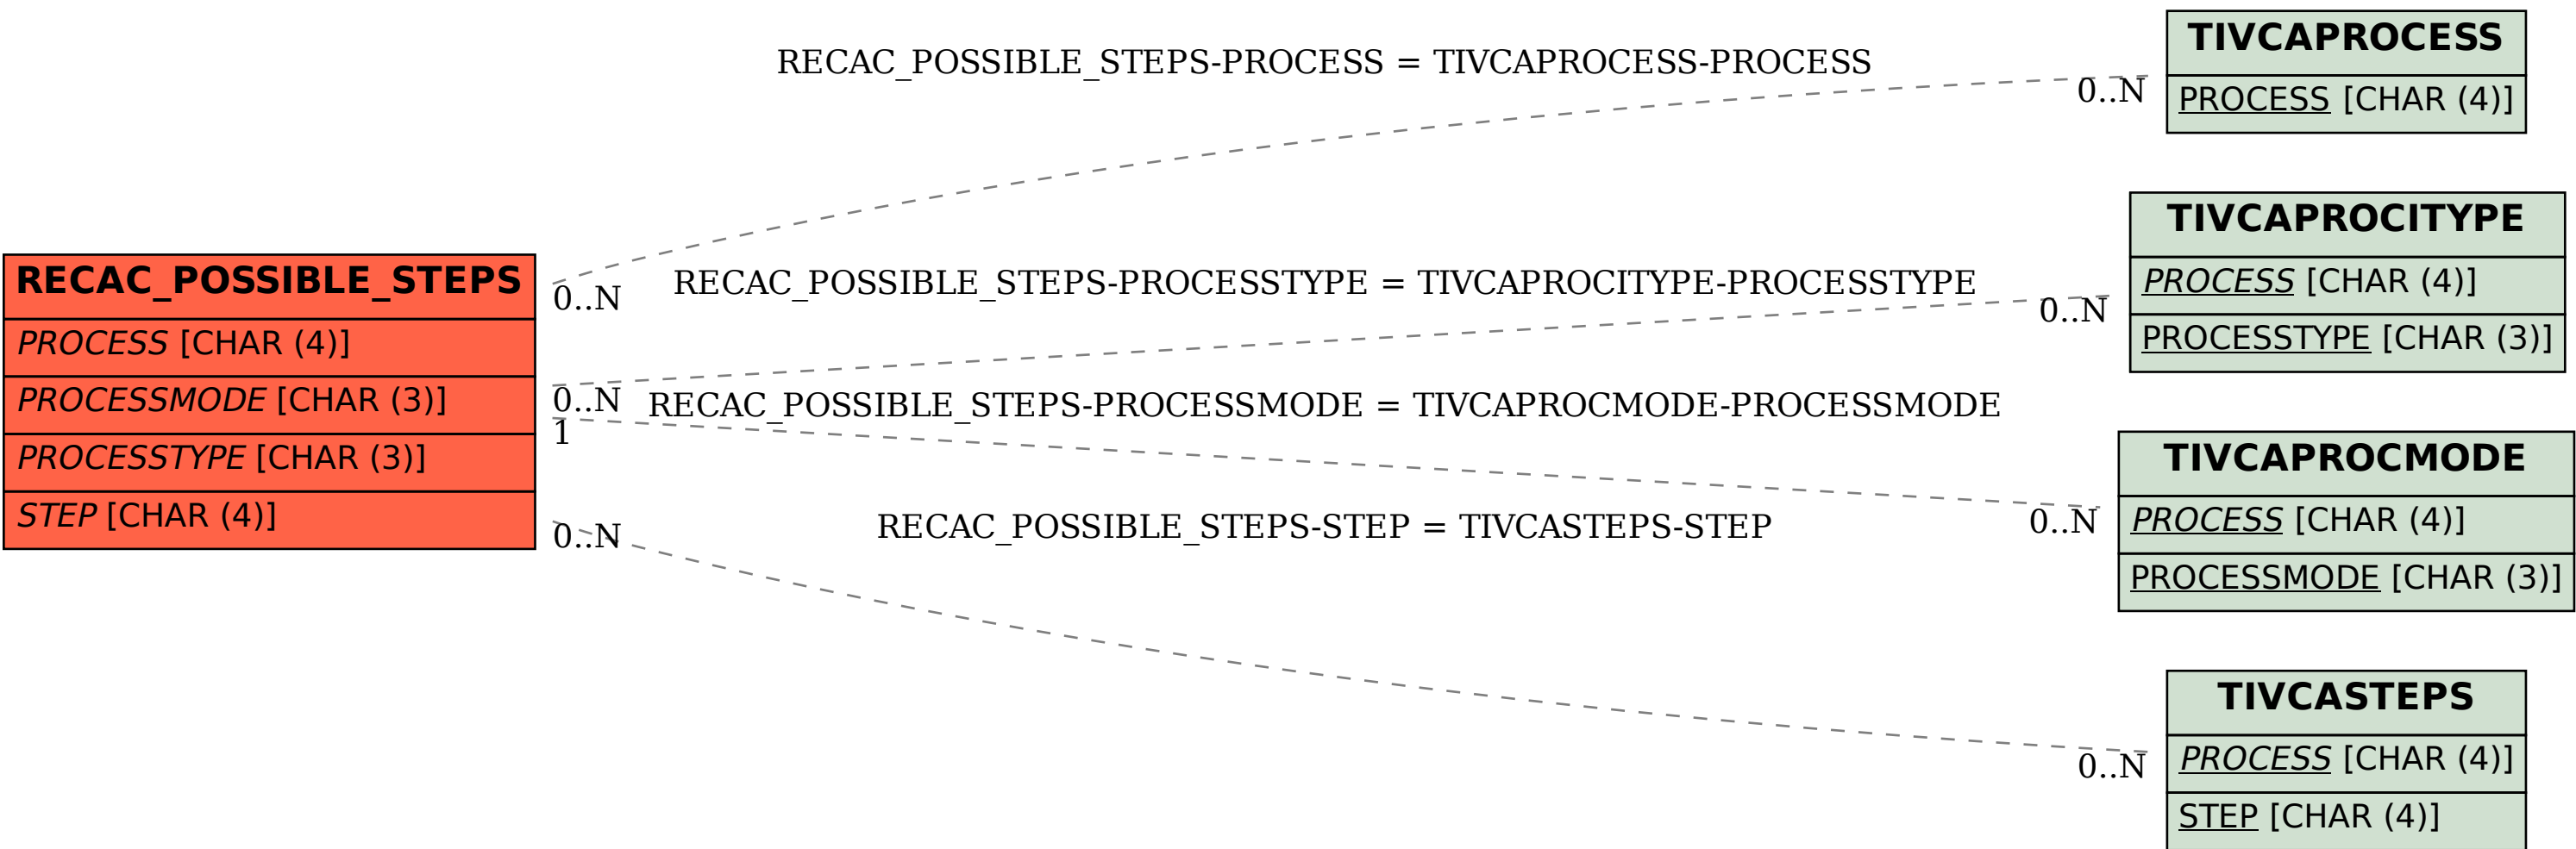 RECAC_POSSIBLE_STEPS
PROCESS [CHAR (4)]
PROCESSMODE [CHAR (3)]
PROCESSTYPE [CHAR (3)]
STEP [CHAR (4)]
RECAC_POSSIBLE_STEPS-PROCESS = TIVCAPROCESS-PROCESS
0..N
0..N
RECAC_POSSIBLE_STEPS-PROCESSTYPE = TIVCAPROCITYPE-PROCESSTYPE
0..N
0..N
RECAC_POSSIBLE_STEPS-PROCESSMODE = TIVCAPROCMODE-PROCESSMODE
1
0..N
RECAC_POSSIBLE_STEPS-STEP = TIVCASTEPS-STEP
0..N
0..N
TIVCAPROCESS
PROCESS [CHAR (4)]
TIVCAPROCITYPE
PROCESS [CHAR (4)]
PROCESSTYPE [CHAR (3)]
TIVCAPROCMODE
PROCESS [CHAR (4)]
PROCESSMODE [CHAR (3)]
TIVCASTEPS
PROCESS [CHAR (4)]
STEP [CHAR (4)]